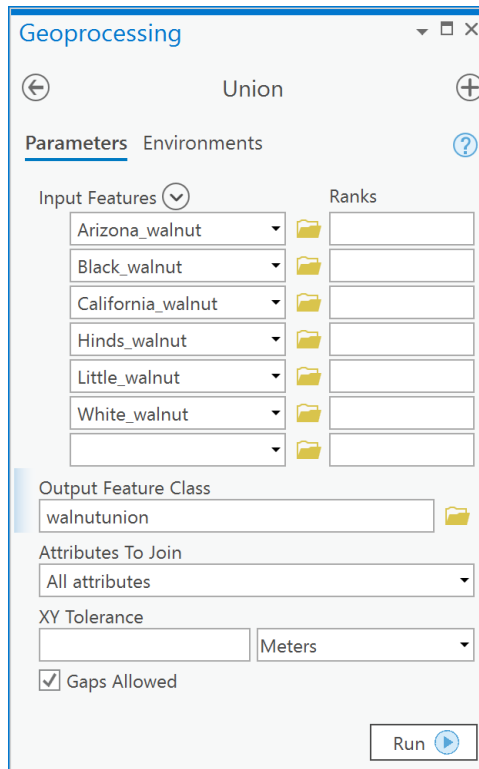 Geoprocessing
Union
Parameters Environments
Input Features Ranks
Arizona_walnut
Black_walnut
California_walnut
Hinds_walnut
Little_walnut
White_walnut
Output Feature Class
walnutunion
Attributes To Join
All attributes
XY Tolerance
Meters
Gaps Allowed
Run